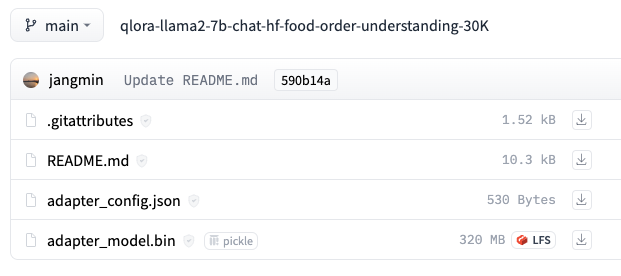 main qlora-llama2-7b-chat-hf-food-order-understanding-30K
jangmin Update README.md 590b14a
.gitattributes 1.52 kB
README.md 10.3 kB
adapter_config.json 530 Bytes
adapter_model.bin pickle 320 MB LFS